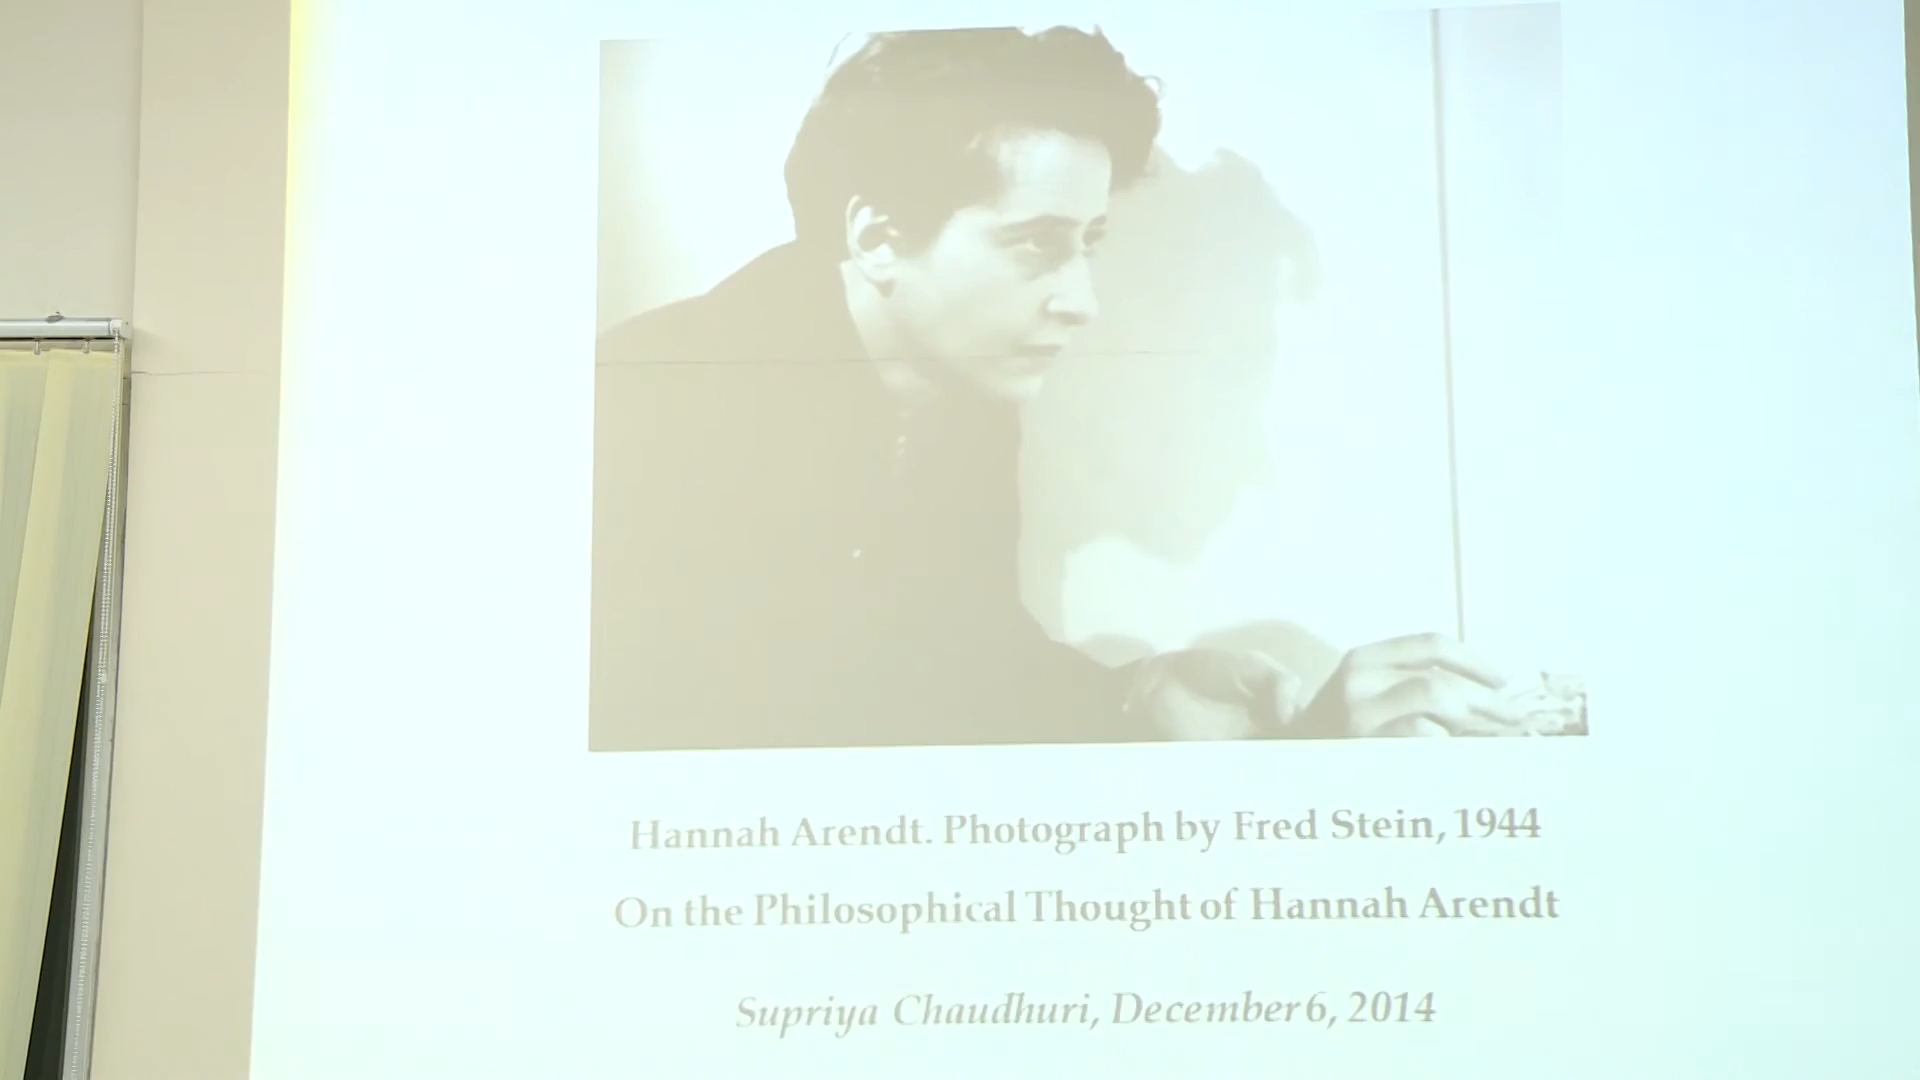 Hannah Arendt. Photograph by Fred Stein, 1944
On the Philosophical Thought of Hannah Arendt
Supriya Chaudhuri, December 6, 2014